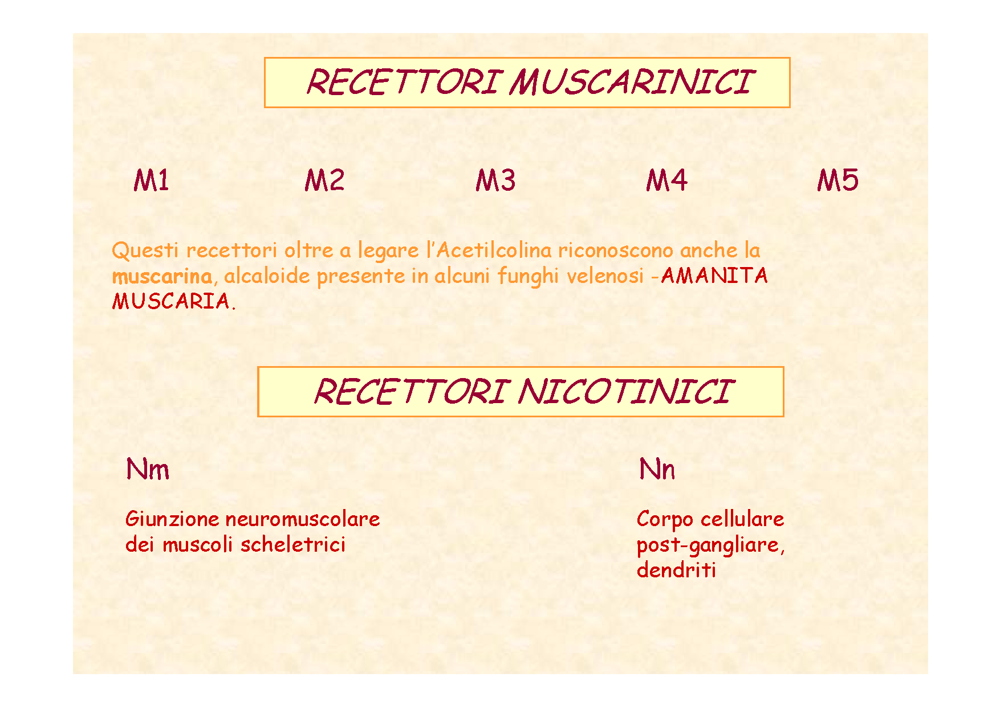 RECETTORI MUSCARINICI
M1 M2 M3 M4 M5
Questi recettori oltre a legare l’Acetilcolina riconoscono anche la
muscarina, alcaloide presente in alcuni funghi velenosi -AMANITA
MUSCARIA.
RECETTORI NICOTINICI
Nm Nn
Giunzione neuromuscolare
dei muscoli scheletrici
Corpo cellulare
post-gangliare,
dendriti